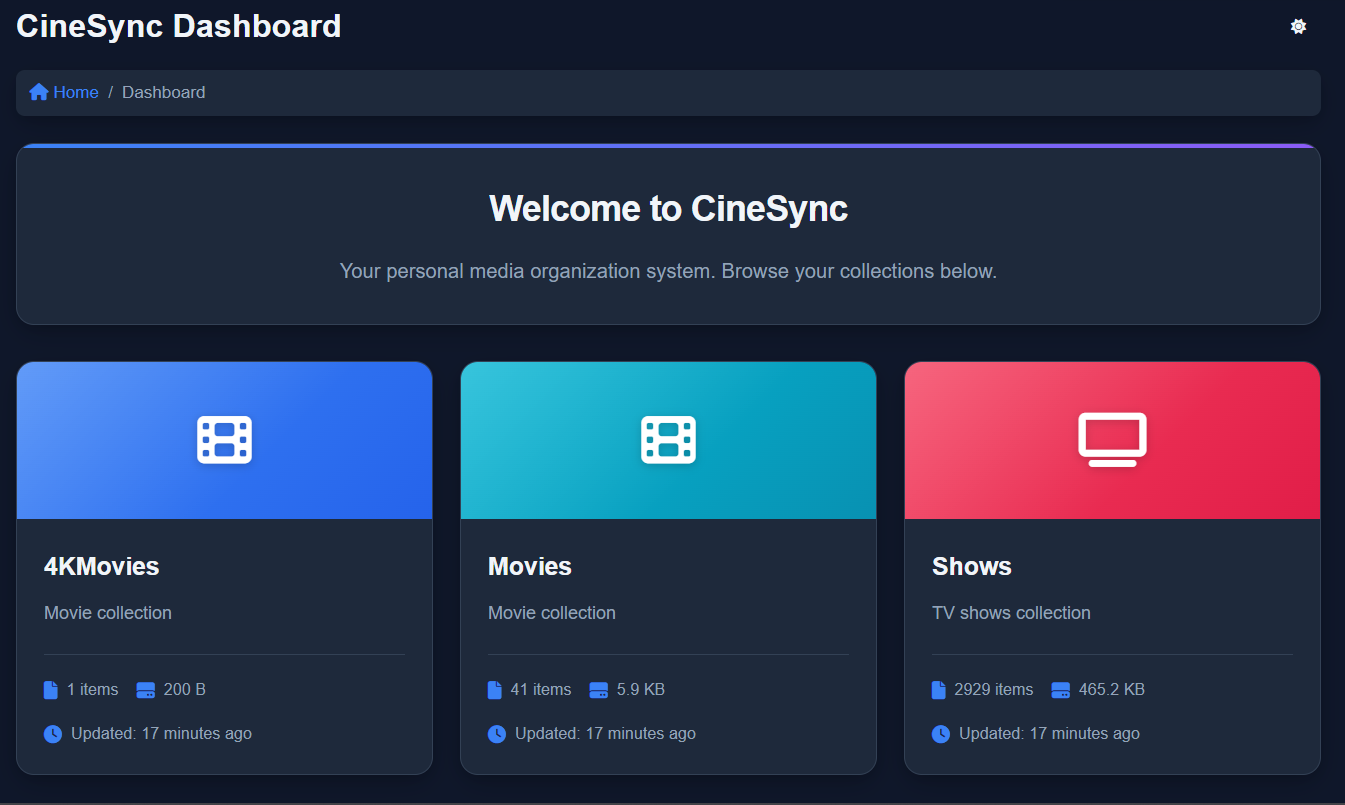 CineSync Dashboard
Home / Dashboard
Welcome to CineSync
Your personal media organization system. Browse your collections below.
4KMovies
Movie collection
1 items 200 B
Updated: 17 minutes ago
Movies
Movie collection
41 items 5.9 KB
Updated: 17 minutes ago
Shows
TV shows collection
2929 items 465.2 KB
Updated: 17 minutes ago